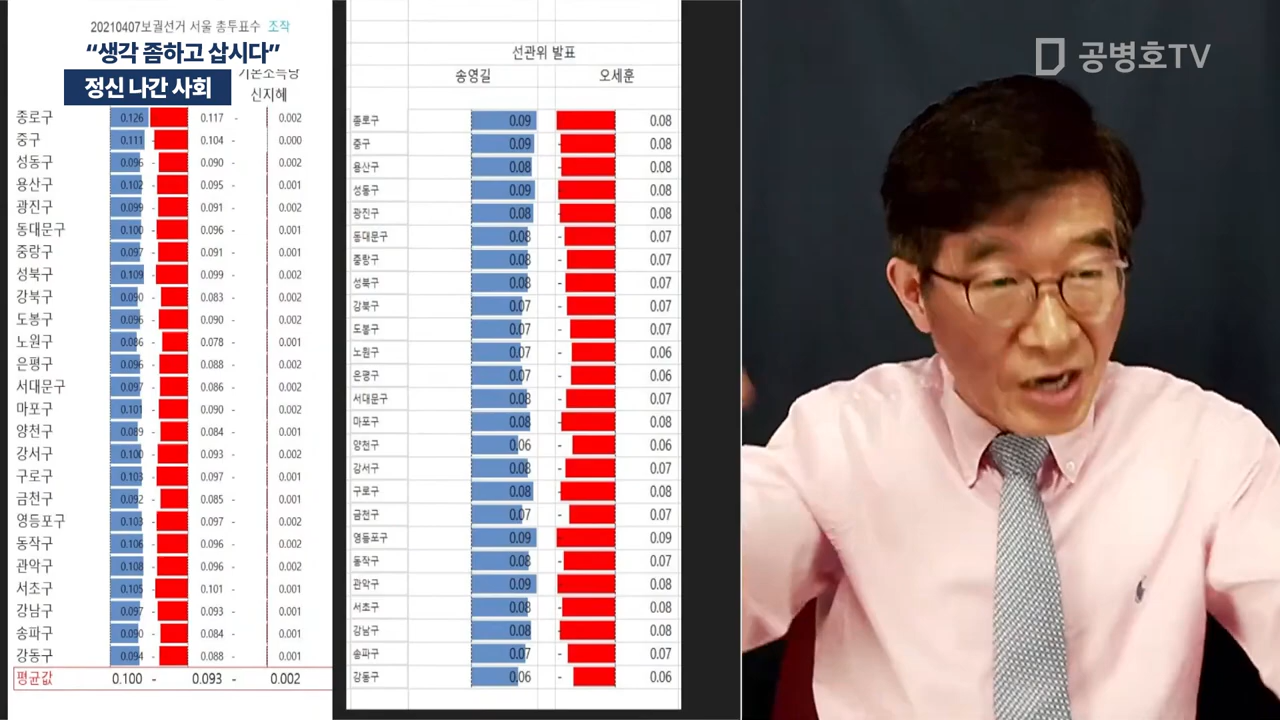 20210407보궐선거 서울 총투표수 조작
“생각 좀하고 삽시다”
정신 나간 사회
기본소득당
신지혜
종로구 0.126 - 0.117 - 0.002
중구 0.111 - 0.104 - 0.000
성동구 0.096 - 0.090 - 0.002
용산구 0.102 - 0.095 - 0.001
광진구 0.099 - 0.091 - 0.002
동대문구 0.100 - 0.096 - 0.001
중랑구 0.097 - 0.091 - 0.001
성북구 0.109 - 0.099 - 0.002
강북구 0.090 - 0.083 - 0.002
도봉구 0.096 - 0.090 - 0.002
노원구 0.086 - 0.078 - 0.001
은평구 0.096 - 0.088 - 0.002
서대문구 0.097 - 0.086 - 0.002
마포구 0.101 - 0.090 - 0.002
양천구 0.089 - 0.084 - 0.001
강서구 0.100 - 0.093 - 0.002
구로구 0.103 - 0.097 - 0.001
금천구 0.092 - 0.085 - 0.001
영등포구 0.103 - 0.097 - 0.002
동작구 0.106 - 0.096 - 0.002
관악구 0.108 - 0.096 - 0.002
서초구 0.105 - 0.101 - 0.001
강남구 0.097 - 0.093 - 0.001
송파구 0.090 - 0.084 - 0.001
강동구 0.094 - 0.088 - 0.001
평균값 0.100 - 0.093 - 0.002
선관위 발표
송영길 오세훈
종로구 0.09 0.08
중구 0.09 - 0.08
용산구 0.08 - 0.08
성동구 0.09 - 0.08
광진구 0.08 - 0.08
동대문구 0.08 - 0.07
중랑구 0.08 - 0.07
성북구 0.08 - 0.07
강북구 0.07 - 0.07
도봉구 0.07 - 0.07
노원구 0.07 - 0.06
은평구 0.07 - 0.06
서대문구 0.08 - 0.07
마포구 0.08 - 0.08
양천구 0.06 - 0.06
강서구 0.08 - 0.07
구로구 0.08 - 0.08
금천구 0.07 - 0.07
영등포구 0.09 - 0.09
동작구 0.08 - 0.07
관악구 0.09 - 0.08
서초구 0.08 - 0.08
강남구 0.08 - 0.08
송파구 0.07 - 0.07
강동구 0.06 - 0.06
공병호TV